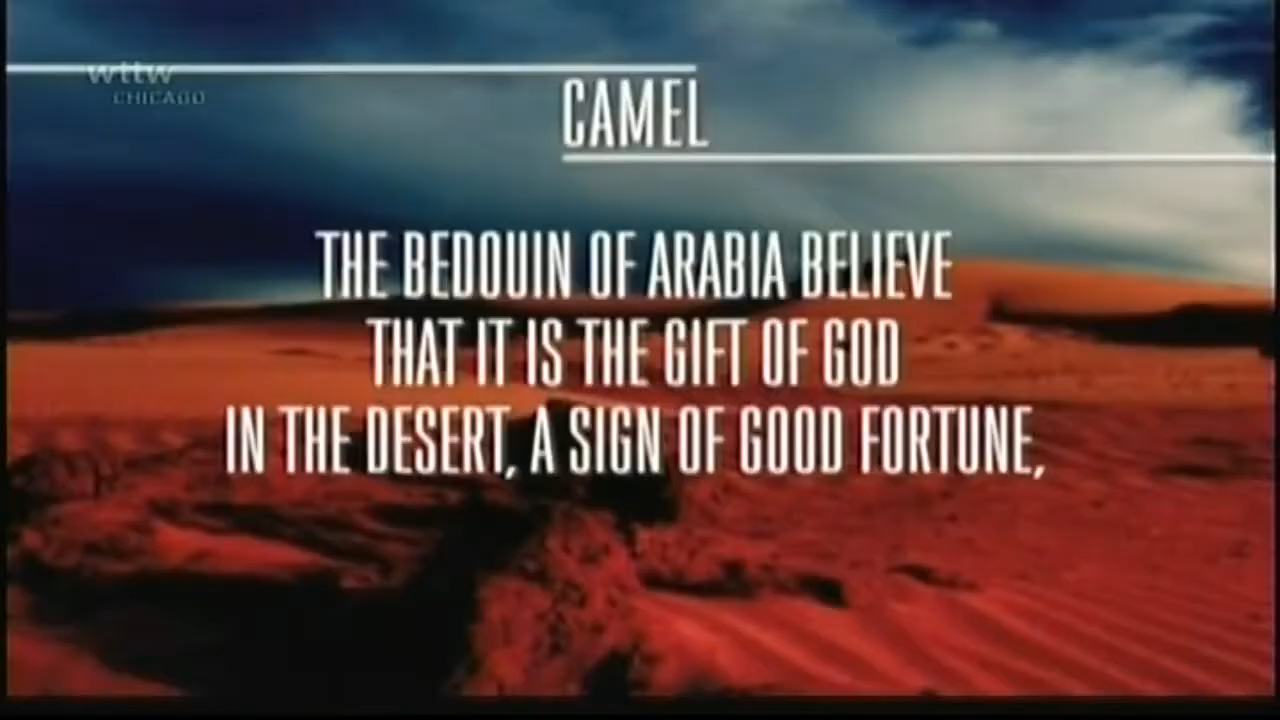 wttw
CHICAGO
CAMEL
THE BEDOUIN OF ARABIA BELIEVE
THAT IT IS THE GIFT OF GOD
IN THE DESERT, A SIGN OF GOOD FORTUNE,